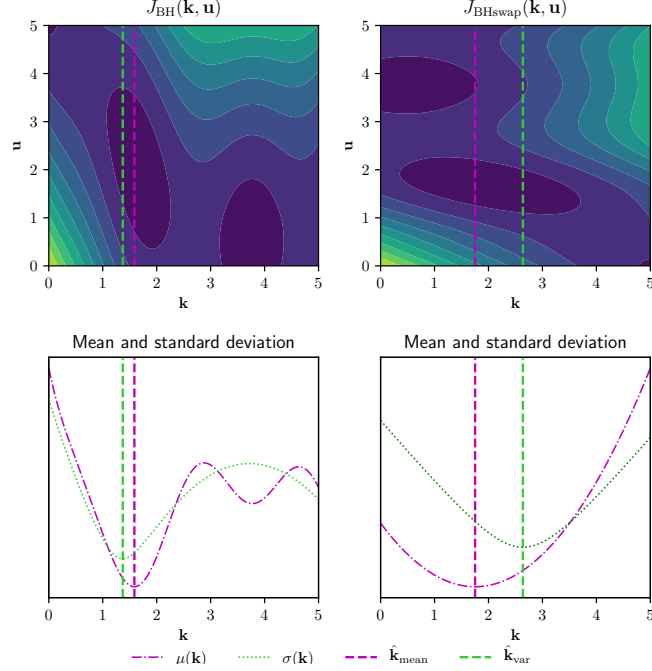 J_BH(k, u)
J_BHswap(k, u)
5
4
3
2
1
0
u
0 1 2 3 4 5
k
5
4
3
2
1
0
u
0 1 2 3 4 5
k
Mean and standard deviation
Mean and standard deviation
0 1 2 3 4 5
k
0 1 2 3 4 5
k
μ(k) σ(k) k̂_mean k̂_var